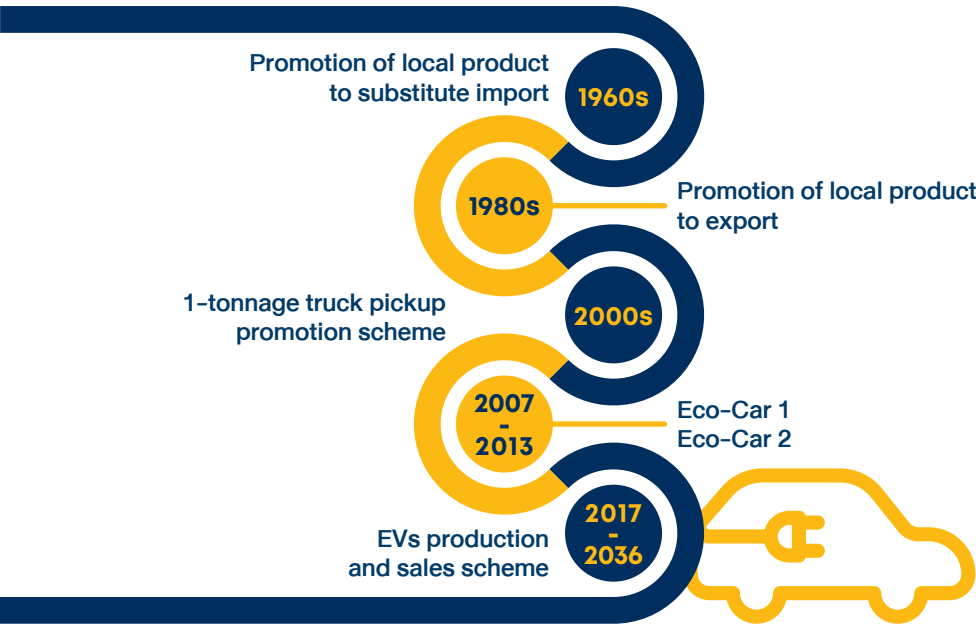 Promotion of local product
to substitute import
1960s
1980s
Promotion of local product
to export
1-tonnage truck pickup
promotion scheme
2000s
2007
-
2013
Eco-Car 1
Eco-Car 2
EVs production
and sales scheme
2017
-
2036